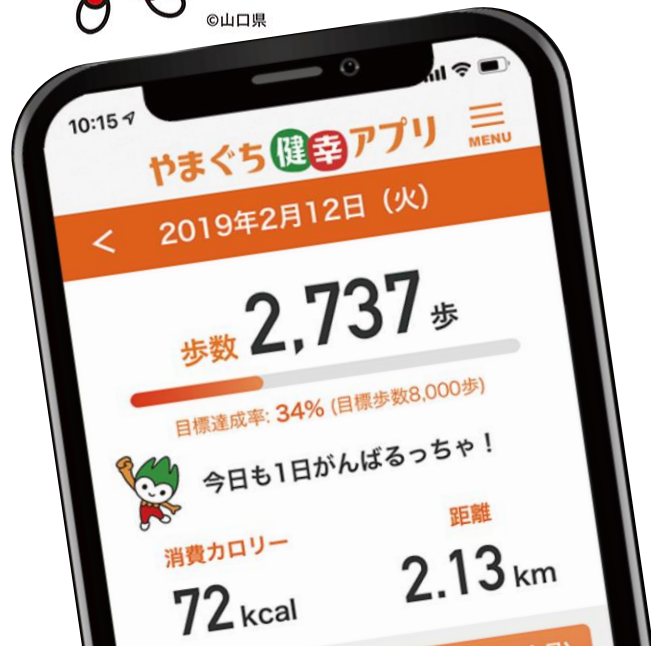 ©山口県
10:15
やまぐち健幸アプリ
MENU
< 2019年2月12日（火）
歩数 2,737 歩
目標達成率: 34% (目標歩数8,000歩)
今日も1日がんばるっちゃ！
消費カロリー
距離
72 kcal
2.13 km